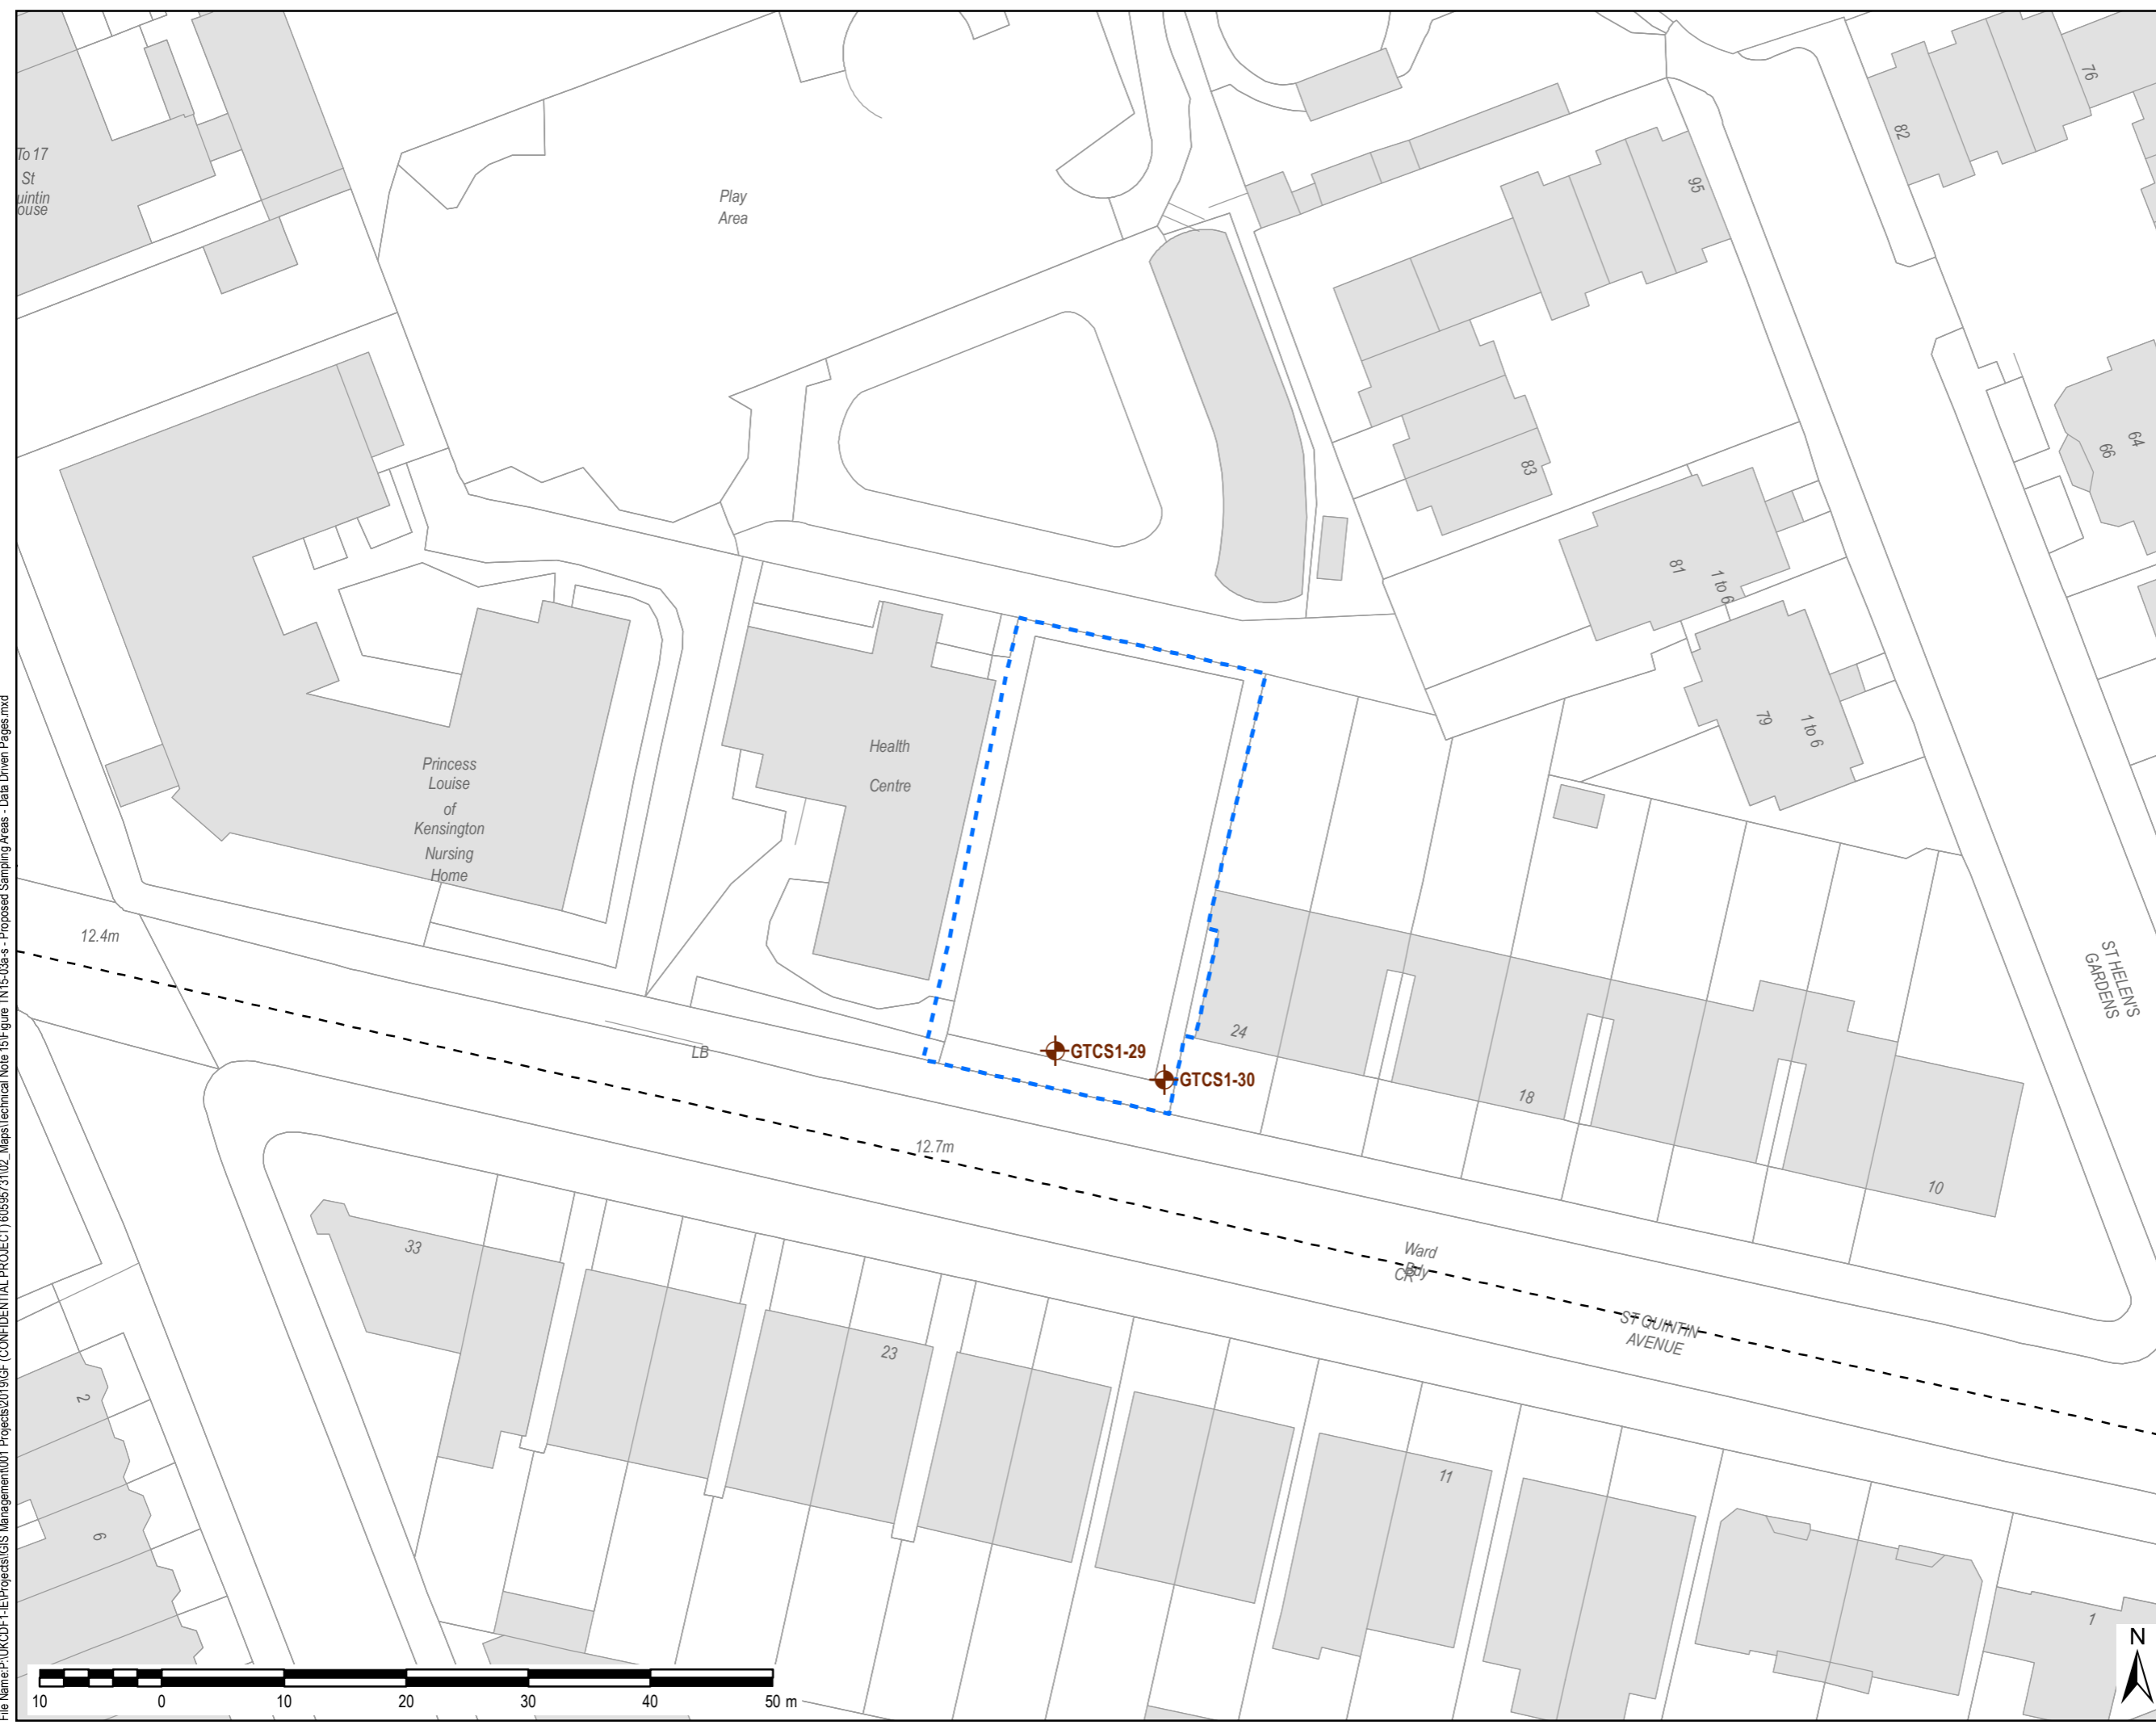 To 17
St
uintin
ouse
Play
Area
76
82
95
83
64
66
81
1 to 6
79
1 to 6
Health
Centre
Princess
Louise
of
Kensington
Nursing
Home
12.4m
ST HELEN'S
GARDENS
LB
GTCS1-29
GTCS1-30
24
18
10
12.7m
Ward
Bdy
CR
ST QUINTIN
AVENUE
33
23
11
1
2
6
10 0 10 20 30 40 50 m
N
File Name:P:\UKCDF1-IE\Projects\GIS Management\001 Projects\2019\GF (CONFIDENTIAL PROJECT) 60595731\02_Maps\Technical Note 15\Figure TN15-03a-s - Proposed Sampling Areas - Data Driven Pages.mxd